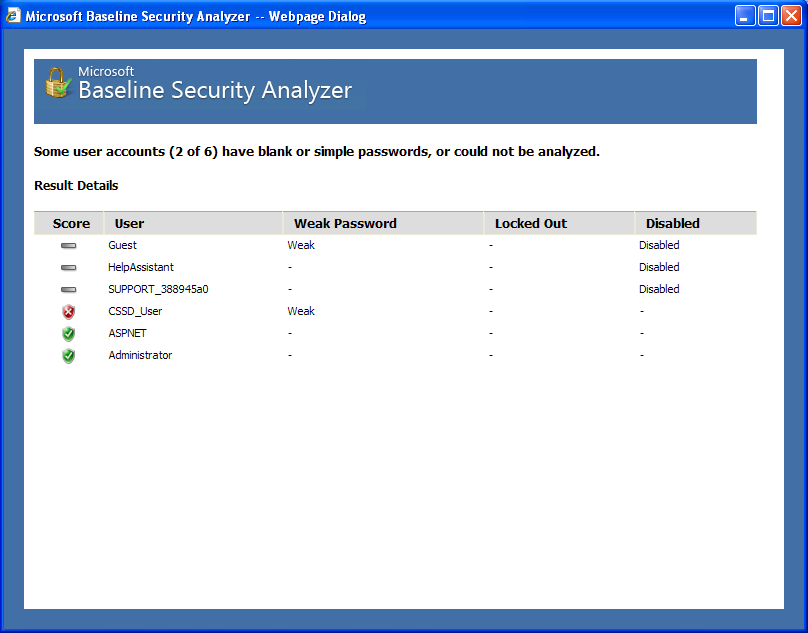 Microsoft Baseline Security Analyzer -- Webpage Dialog
Microsoft
Baseline Security Analyzer
Some user accounts (2 of 6) have blank or simple passwords, or could not be analyzed.
Result Details
Score User Weak Password Locked Out Disabled
Guest Weak - Disabled
HelpAssistant - - Disabled
SUPPORT_388945a0 - - Disabled
CSSD_User Weak - -
ASPNET - - -
Administrator - - -